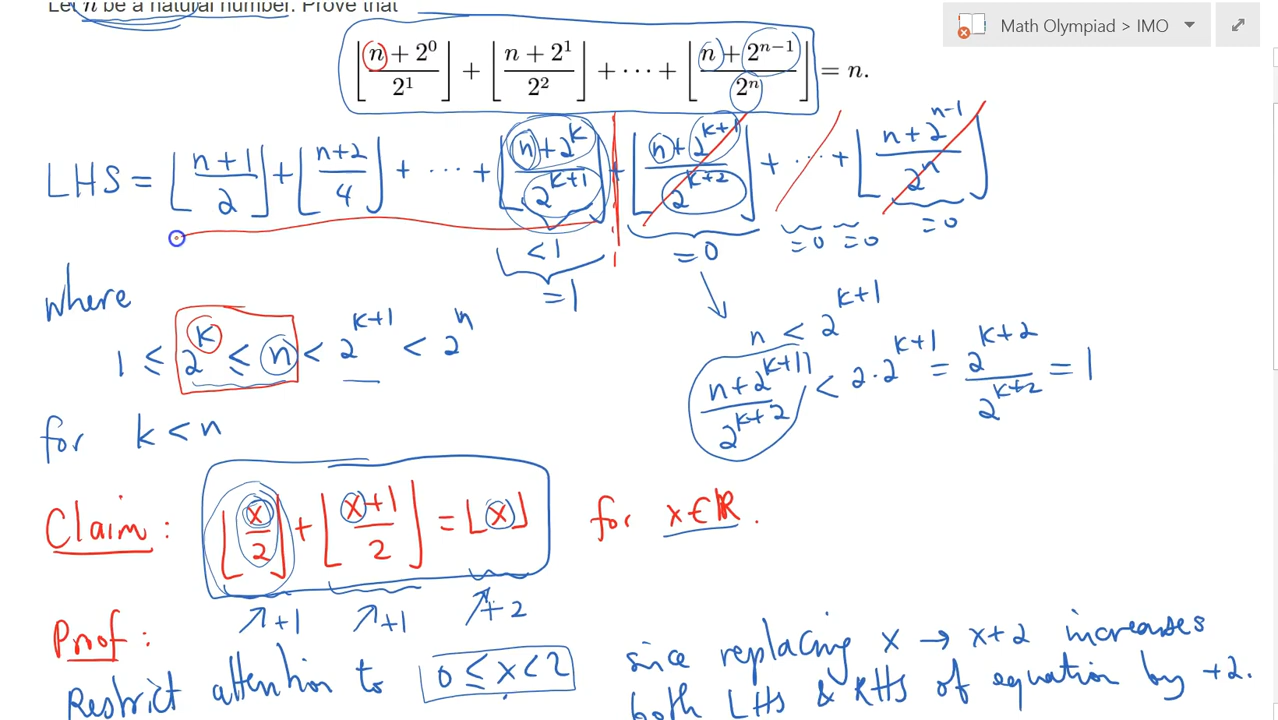 Let n be a natural number. Prove that
Math Olympiad > IMO
⌊(n + 2^0)/2^1⌋ + ⌊(n + 2^1)/2^2⌋ + ⋯ + ⌊(n + 2^{n−1})/2^n⌋ = n.
LHS = ⌊(n+1)/2⌋ + ⌊(n+2)/4⌋ + ⋯ + ⌊(n+2^k)/2^{k+1}⌋ + ⌊(n+2^{k+1})/2^{k+2}⌋ + ⋯ + ⌊(n+2^{n-1})/2^n⌋
<1 =0 =0 =0 =0
=1
where
1 ≤ 2^k ≤ n < 2^{k+1} < 2^n
n < 2^{k+1}
(n+2^{k+1})/2^{k+2} < 2·2^{k+1} = 2^{k+2}/2^{k+2} = 1
for k < n
Claim: ⌊x/2⌋ + ⌊(x+1)/2⌋ = ⌊x⌋ for x∈ℝ.
↗+1 ↗+1 ↗+2
Proof:
Restrict attention to 0 ≤ x < 2
since replacing x → x+2 increases
both LHS & RHS of equation by +2.